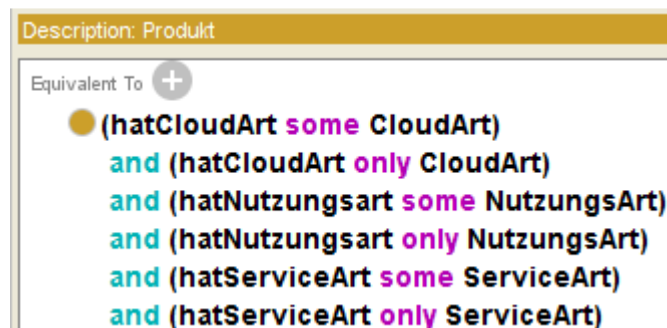 Description: Produkt
Equivalent To +
(hatCloudArt some CloudArt)
and (hatCloudArt only CloudArt)
and (hatNutzungsart some NutzungsArt)
and (hatNutzungsart only NutzungsArt)
and (hatServiceArt some ServiceArt)
and (hatServiceArt only ServiceArt)